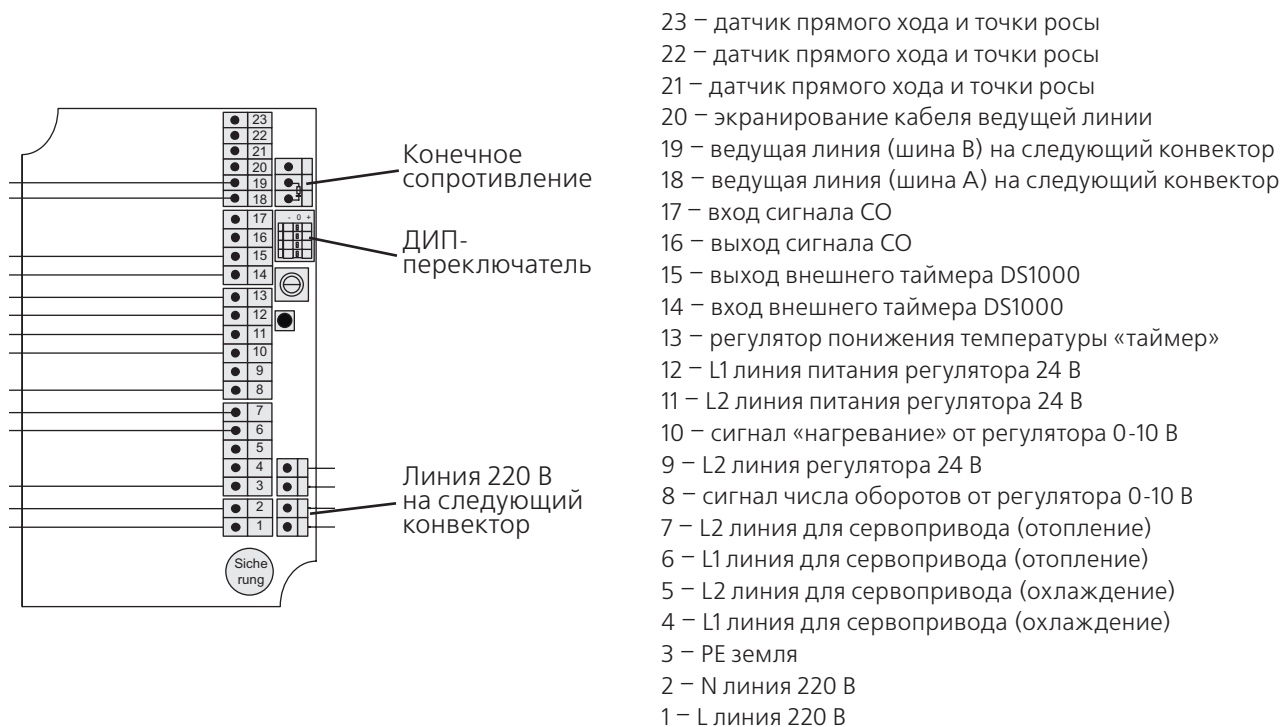 23
22
21
20
19
18
17
16
15
14
13
12
11
10
9
8
7
6
5
4
3
2
1
- 0 +
Siche
rung
Конечное
сопротивление
ДИП-
переключатель
Линия 220 В
на следующий
конвектор
23 – датчик прямого хода и точки росы
22 – датчик прямого хода и точки росы
21 – датчик прямого хода и точки росы
20 – экранирование кабеля ведущей линии
19 – ведущая линия (шина B) на следующий конвектор
18 – ведущая линия (шина A) на следующий конвектор
17 – вход сигнала CO
16 – выход сигнала CO
15 – выход внешнего таймера DS1000
14 – вход внешнего таймера DS1000
13 – регулятор понижения температуры «таймер»
12 – L1 линия питания регулятора 24 В
11 – L2 линия питания регулятора 24 В
10 – сигнал «нагревание» от регулятора 0-10 В
9 – L2 линия регулятора 24 В
8 – сигнал числа оборотов от регулятора 0-10 В
7 – L2 линия для сервопривода (отопление)
6 – L1 линия для сервопривода (отопление)
5 – L2 линия для сервопривода (охлаждение)
4 – L1 линия для сервопривода (охлаждение)
3 – PE земля
2 – N линия 220 В
1 – L линия 220 В